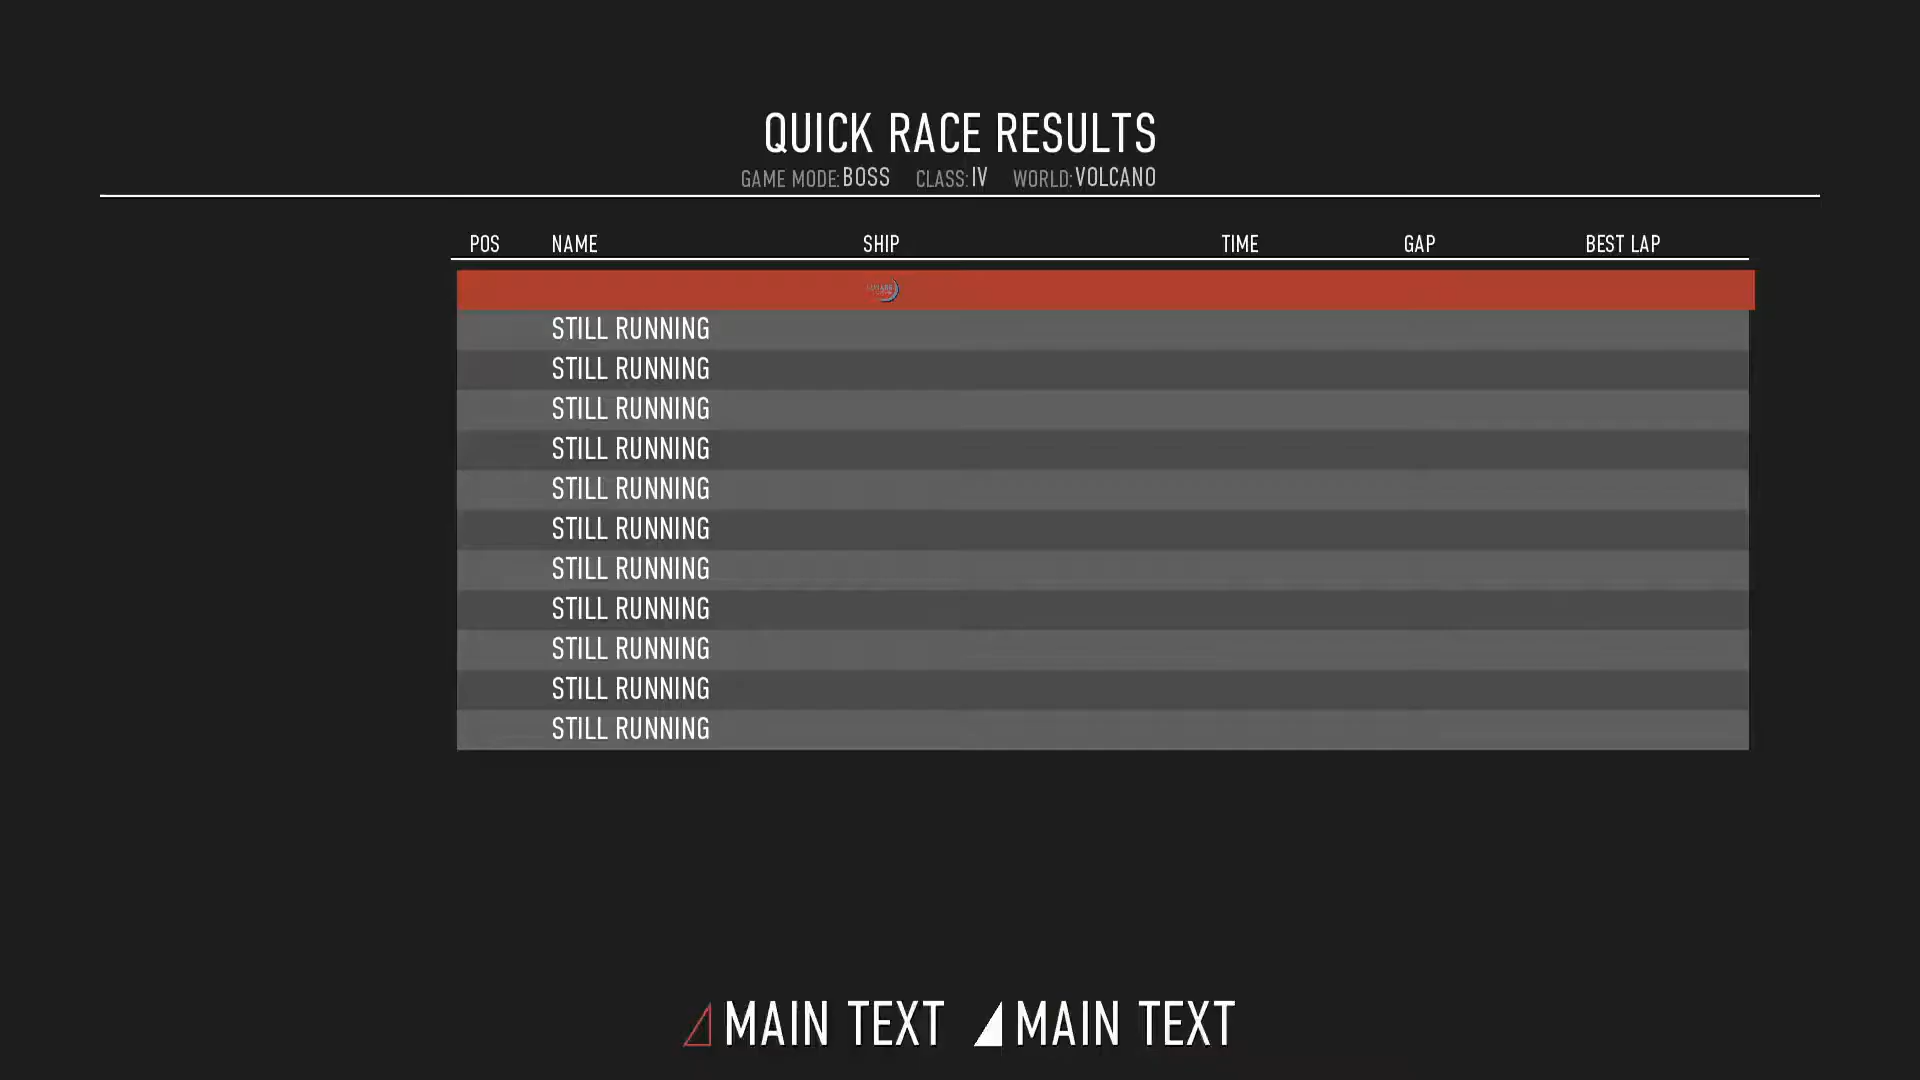 QUICK RACE RESULTS
GAME MODE: BOSS CLASS: IV WORLD: VOLCANO
POS NAME SHIP TIME GAP BEST LAP
STILL RUNNING
STILL RUNNING
STILL RUNNING
STILL RUNNING
STILL RUNNING
STILL RUNNING
STILL RUNNING
STILL RUNNING
STILL RUNNING
STILL RUNNING
STILL RUNNING
MAIN TEXT MAIN TEXT